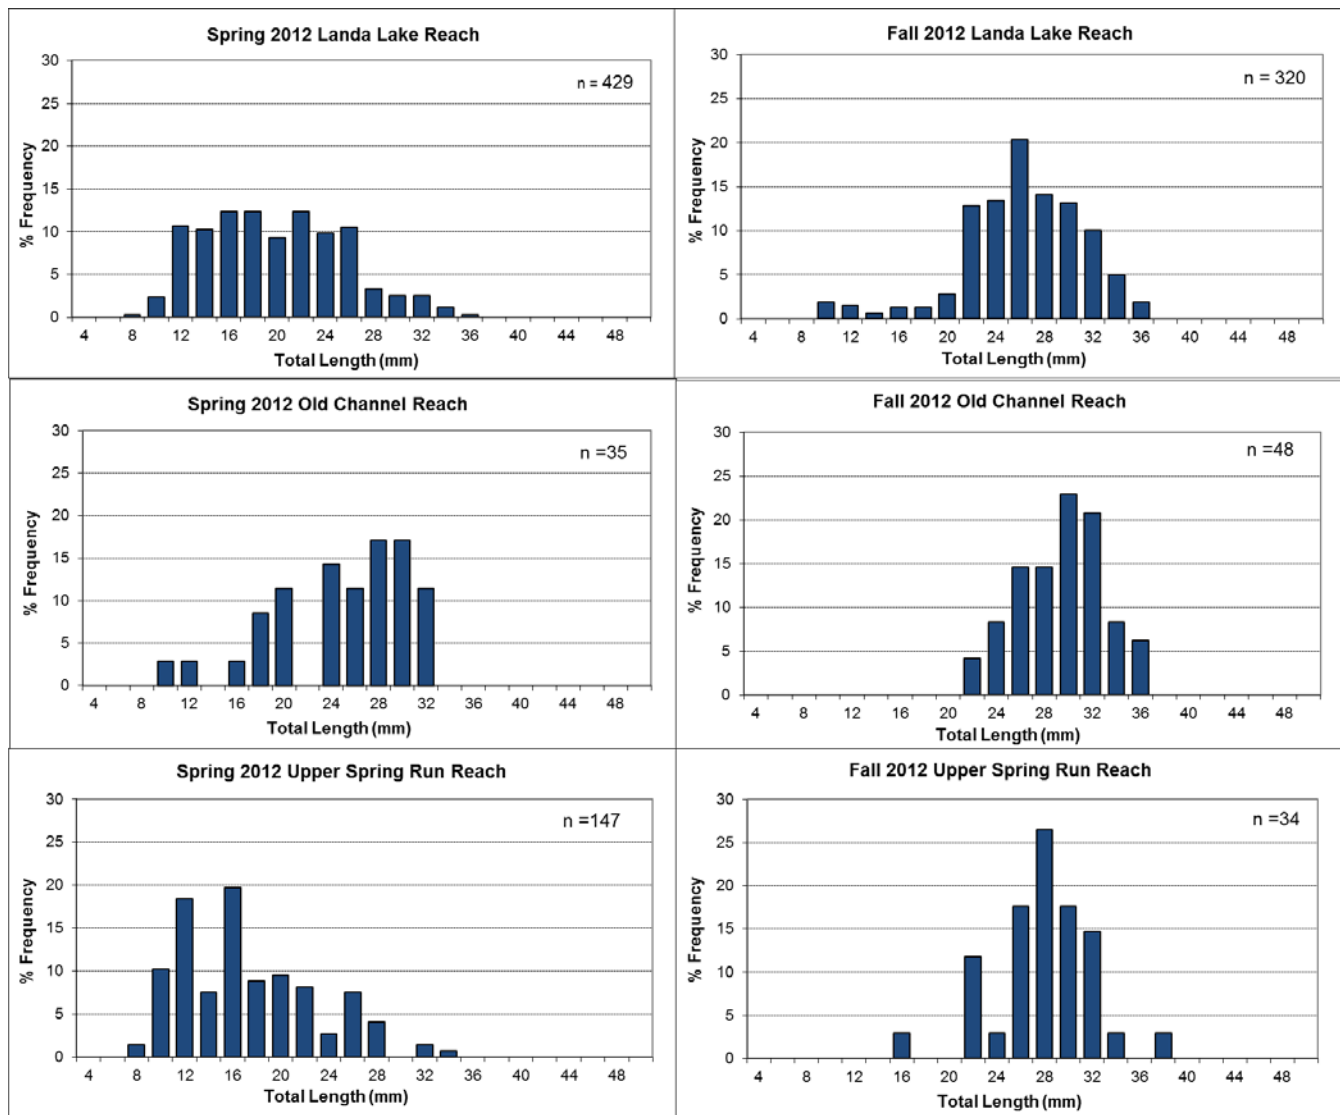 Spring 2012 Landa Lake Reach
n = 429
% Frequency
30
25
20
15
10
5
0
4 8 12 16 20 24 28 32 36 40 44 48
Total Length (mm)
Fall 2012 Landa Lake Reach
n = 320
% Frequency
30
25
20
15
10
5
0
4 8 12 16 20 24 28 32 36 40 44 48
Total Length (mm)
Spring 2012 Old Channel Reach
n =35
% Frequency
30
25
20
15
10
5
0
4 8 12 16 20 24 28 32 36 40 44 48
Total Length (mm)
Fall 2012 Old Channel Reach
n =48
% Frequency
30
25
20
15
10
5
0
4 8 12 16 20 24 28 32 36 40 44 48
Total Length (mm)
Spring 2012 Upper Spring Run Reach
n =147
% Frequency
30
25
20
15
10
5
0
4 8 12 16 20 24 28 32 36 40 44 48
Total Length (mm)
Fall 2012 Upper Spring Run Reach
n =34
% Frequency
30
25
20
15
10
5
0
4 8 12 16 20 24 28 32 36 40 44 48
Total Length (mm)